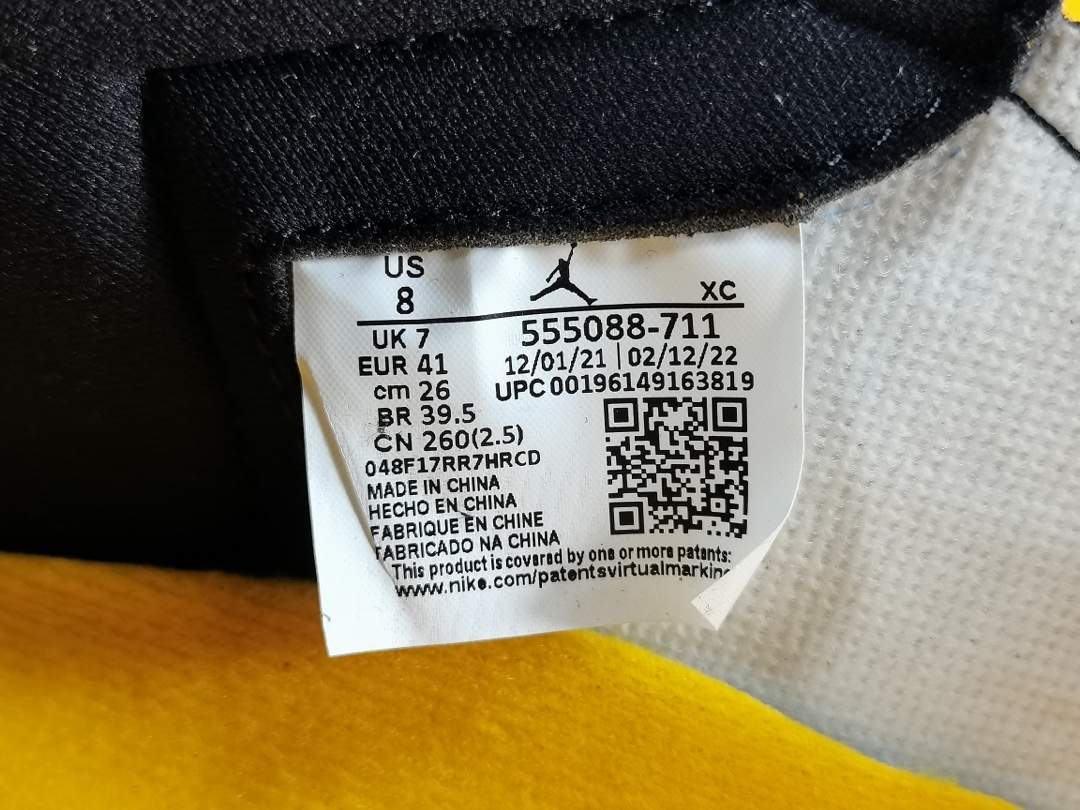 US
8
XC
UK 7
555088-711
EUR 41
12/01/21 | 02/12/22
cm 26
UPC 00196149163819
BR 39.5
CN 260(2.5)
048F17RR7HRCD
MADE IN CHINA
HECHO EN CHINA
FABRIQUE EN CHINE
FABRICADO NA CHINA
This product is covered by one or more patents:
www.nike.com/patentsvirtualmarking